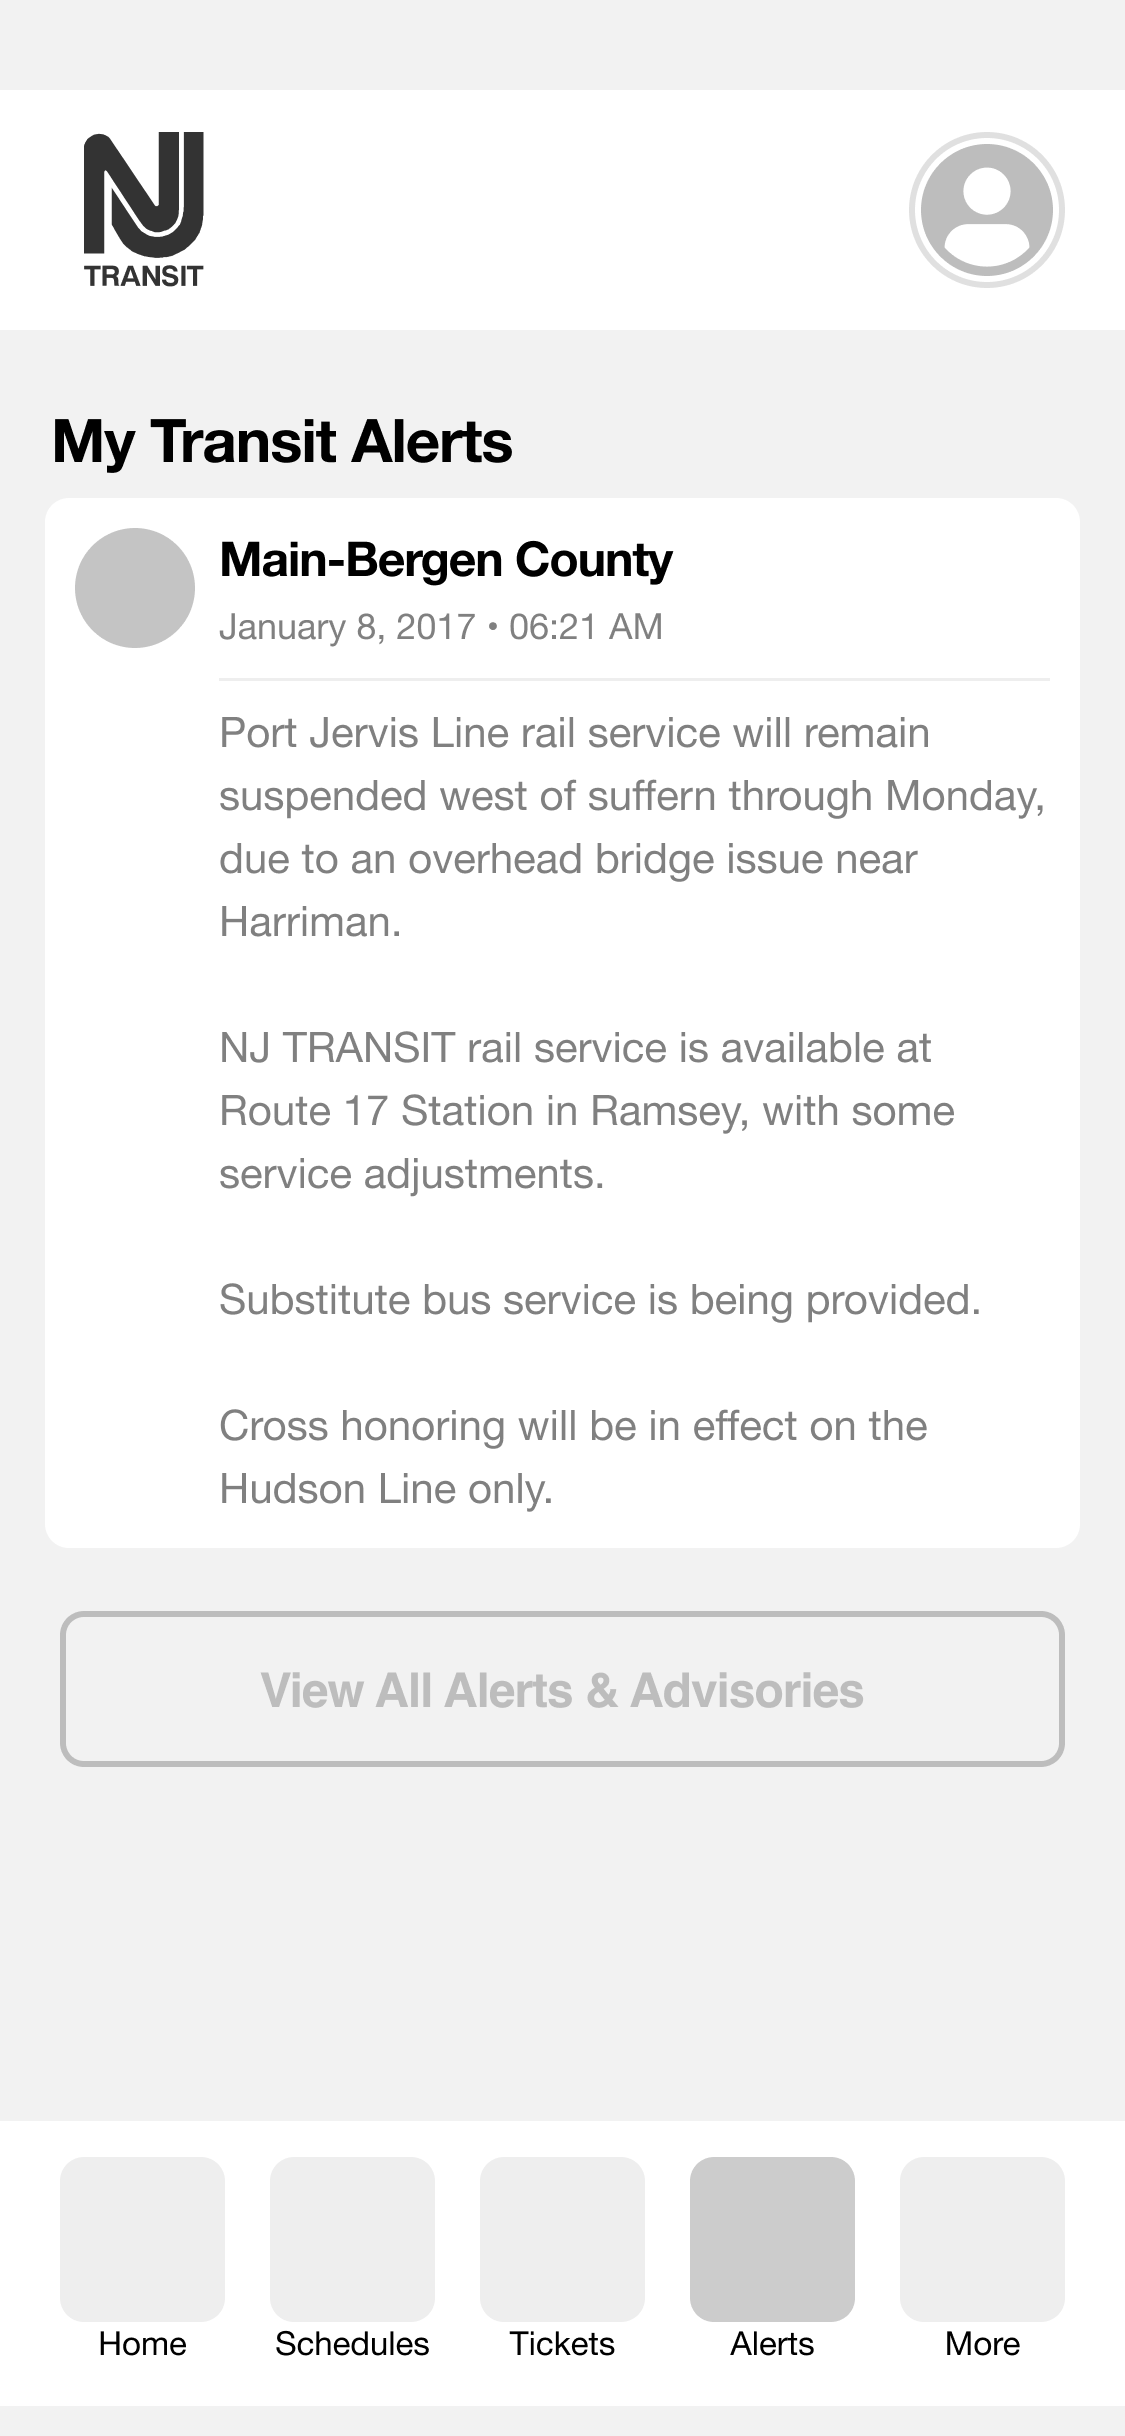 NJ
TRANSIT
My Transit Alerts
Main-Bergen County
January 8, 2017 • 06:21 AM
Port Jervis Line rail service will remain
suspended west of suffern through Monday,
due to an overhead bridge issue near
Harriman.
NJ TRANSIT rail service is available at
Route 17 Station in Ramsey, with some
service adjustments.
Substitute bus service is being provided.
Cross honoring will be in effect on the
Hudson Line only.
View All Alerts & Advisories
Home Schedules Tickets Alerts More